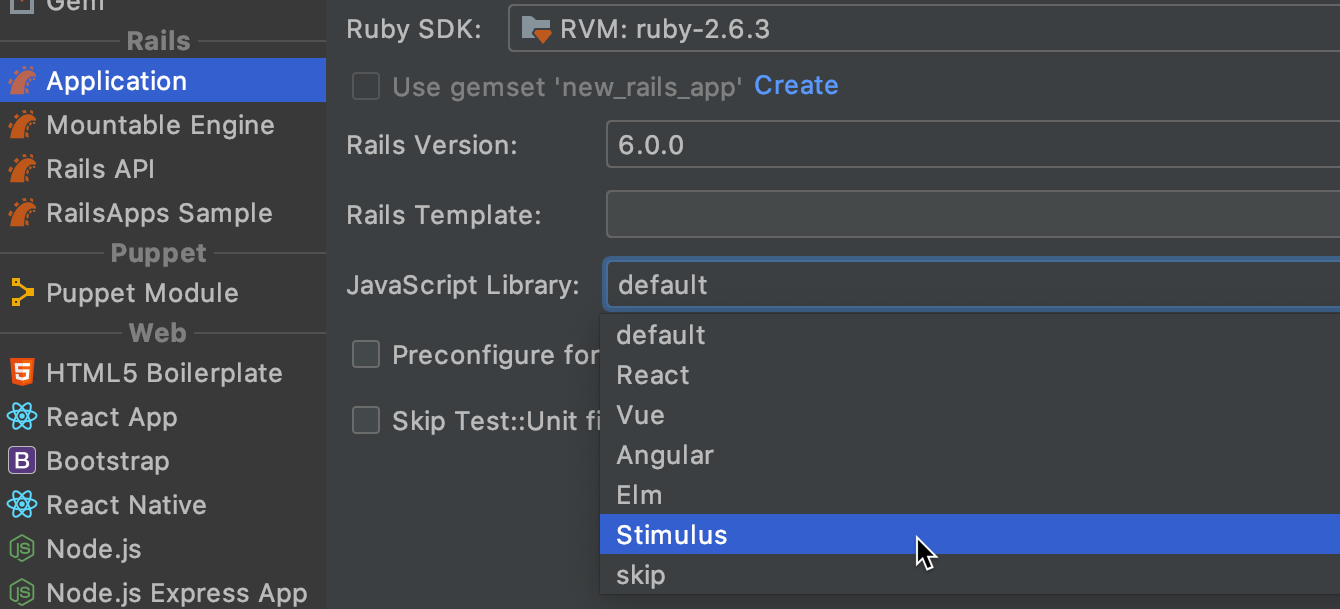 Gem
Rails
Application
Mountable Engine
Rails API
RailsApps Sample
Puppet
Puppet Module
Web
HTML5 Boilerplate
React App
B
Bootstrap
React Native
Node.js
Node.js Express App
Ruby SDK: RVM: ruby-2.6.3
Use gemset 'new_rails_app' Create
Rails Version: 6.0.0
Rails Template:
JavaScript Library: default
default
React
Vue
Angular
Elm
Stimulus
skip
Preconfigure for
Skip Test::Unit fi